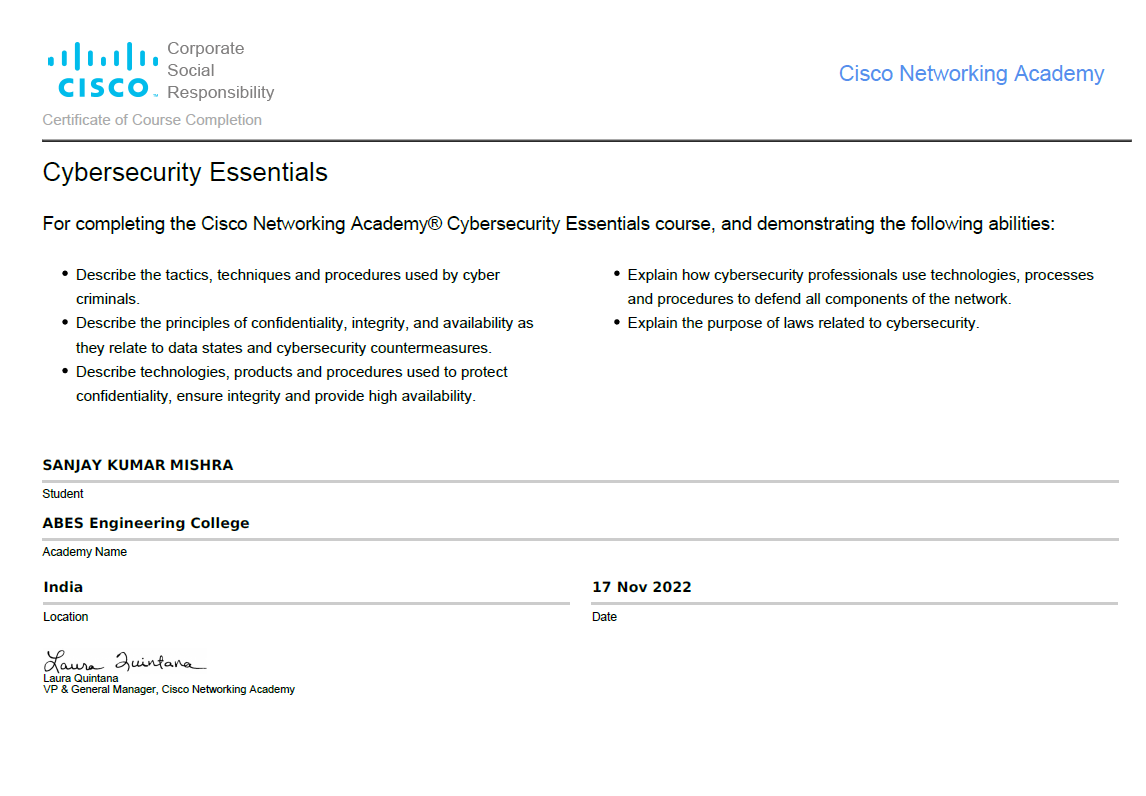 CISCO
Corporate
Social
Responsibility
Cisco Networking Academy
Certificate of Course Completion
Cybersecurity Essentials
For completing the Cisco Networking Academy® Cybersecurity Essentials course, and demonstrating the following abilities:
• Describe the tactics, techniques and procedures used by cyber
criminals.
• Describe the principles of confidentiality, integrity, and availability as
they relate to data states and cybersecurity countermeasures.
• Describe technologies, products and procedures used to protect
confidentiality, ensure integrity and provide high availability.
• Explain how cybersecurity professionals use technologies, processes
and procedures to defend all components of the network.
• Explain the purpose of laws related to cybersecurity.
SANJAY KUMAR MISHRA
Student
ABES Engineering College
Academy Name
India
Location
17 Nov 2022
Date
Laura Quintana
Laura Quintana
VP & General Manager, Cisco Networking Academy